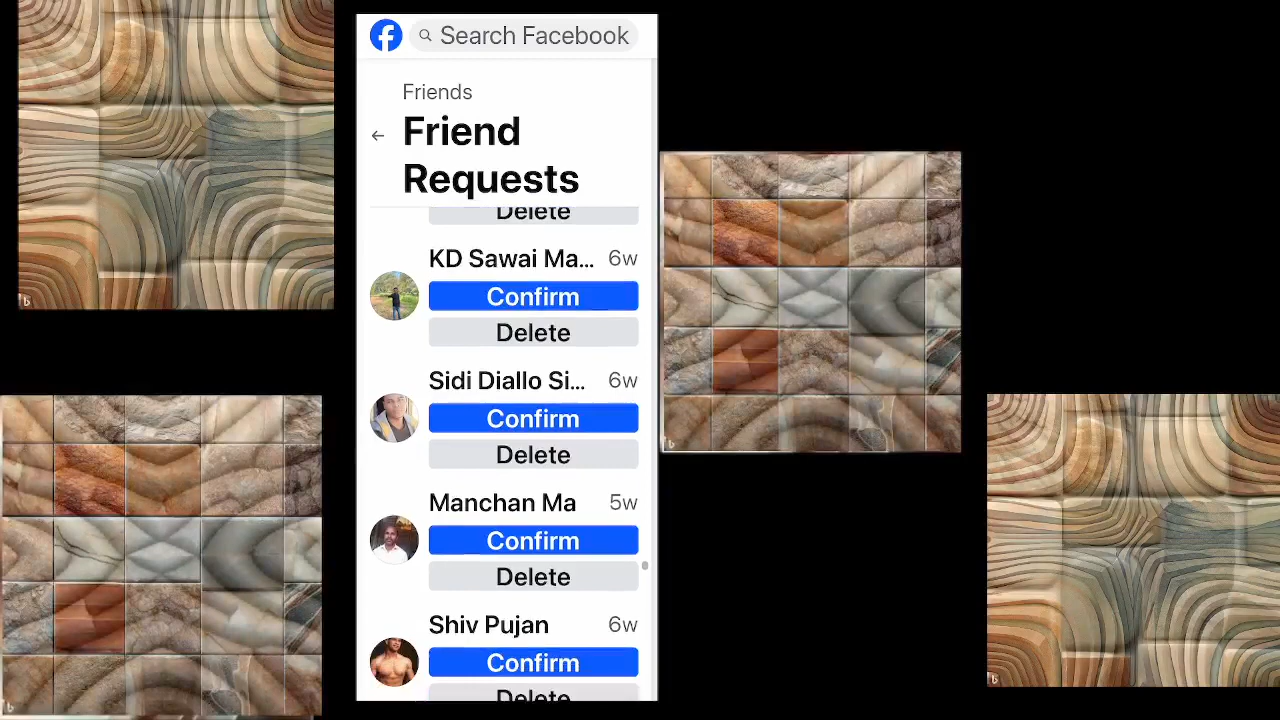 Search Facebook
Friends
Friend
Requests
Delete
KD Sawai Ma... 6w
Confirm
Delete
Sidi Diallo Si... 6w
Confirm
Delete
Manchan Ma 5w
Confirm
Delete
Shiv Pujan 6w
Confirm
Delete